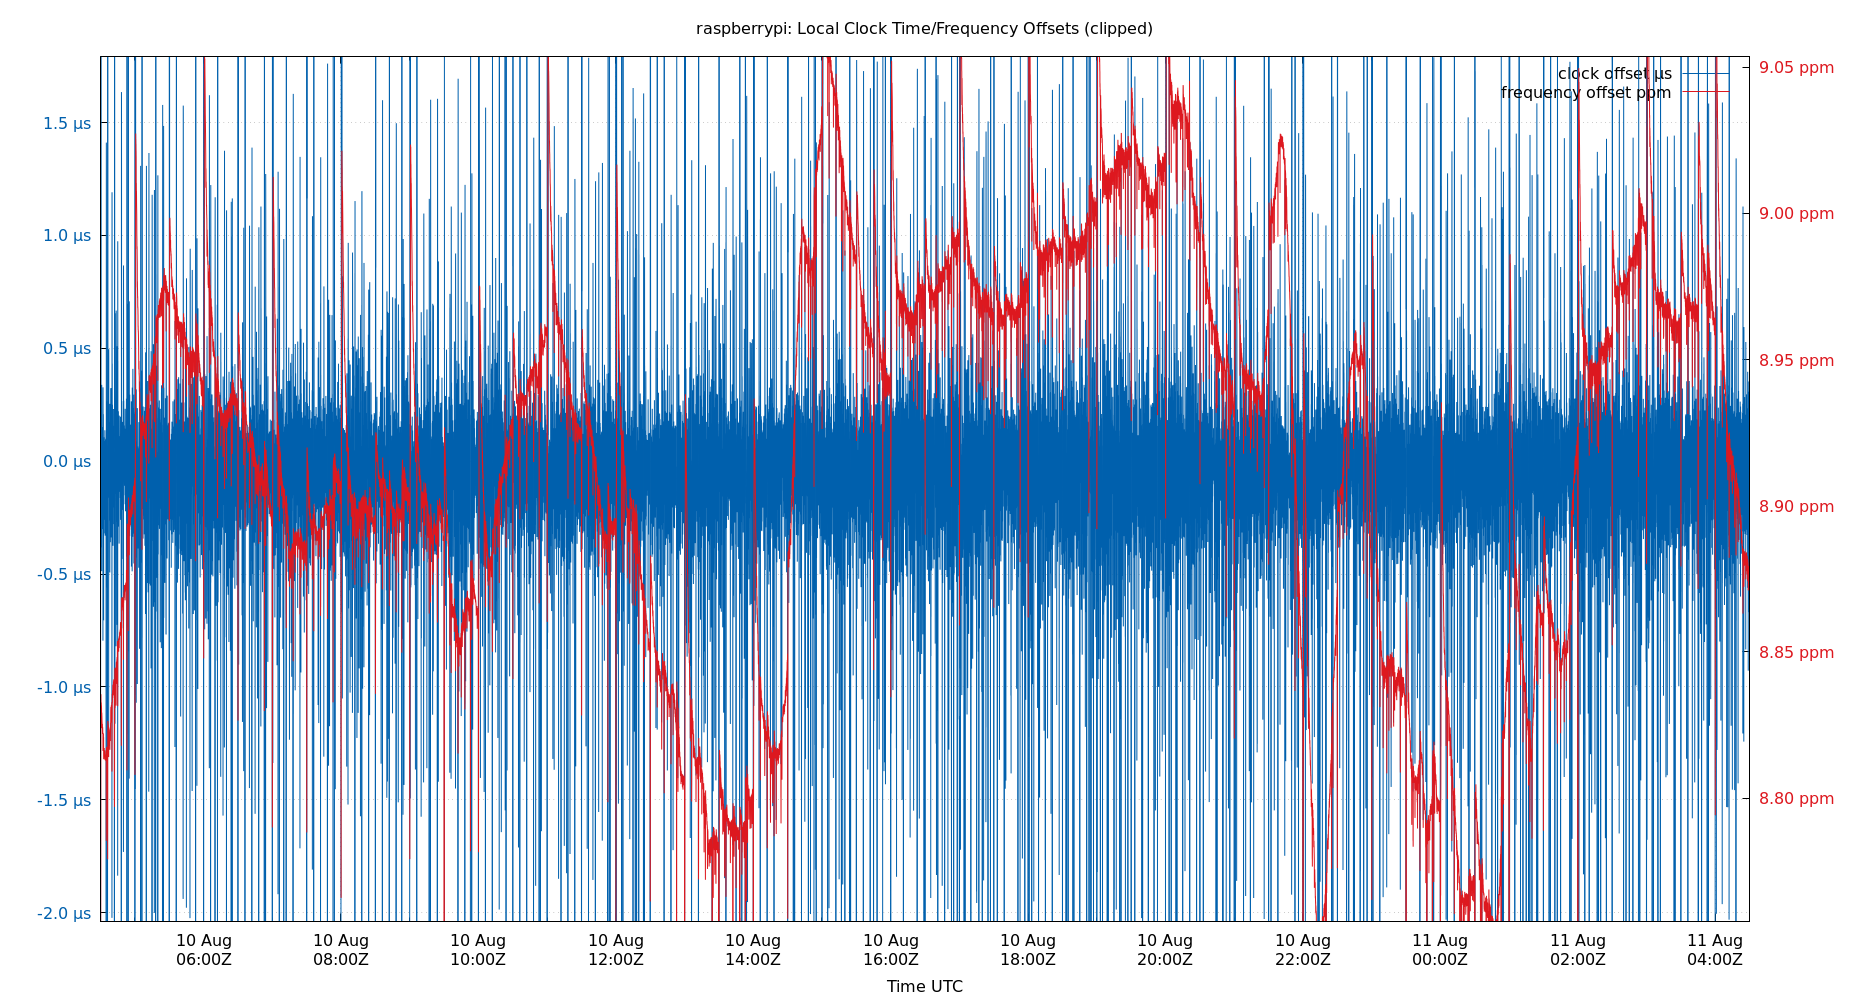 raspberrypi: Local Clock Time/Frequency Offsets (clipped)
clock offset µs
frequency offset ppm
1.5 µs
1.0 µs
0.5 µs
0.0 µs
-0.5 µs
-1.0 µs
-1.5 µs
-2.0 µs
9.05 ppm
9.00 ppm
8.95 ppm
8.90 ppm
8.85 ppm
8.80 ppm
10 Aug
06:00Z
10 Aug
08:00Z
10 Aug
10:00Z
10 Aug
12:00Z
10 Aug
14:00Z
10 Aug
16:00Z
10 Aug
18:00Z
10 Aug
20:00Z
10 Aug
22:00Z
11 Aug
00:00Z
11 Aug
02:00Z
11 Aug
04:00Z
Time UTC